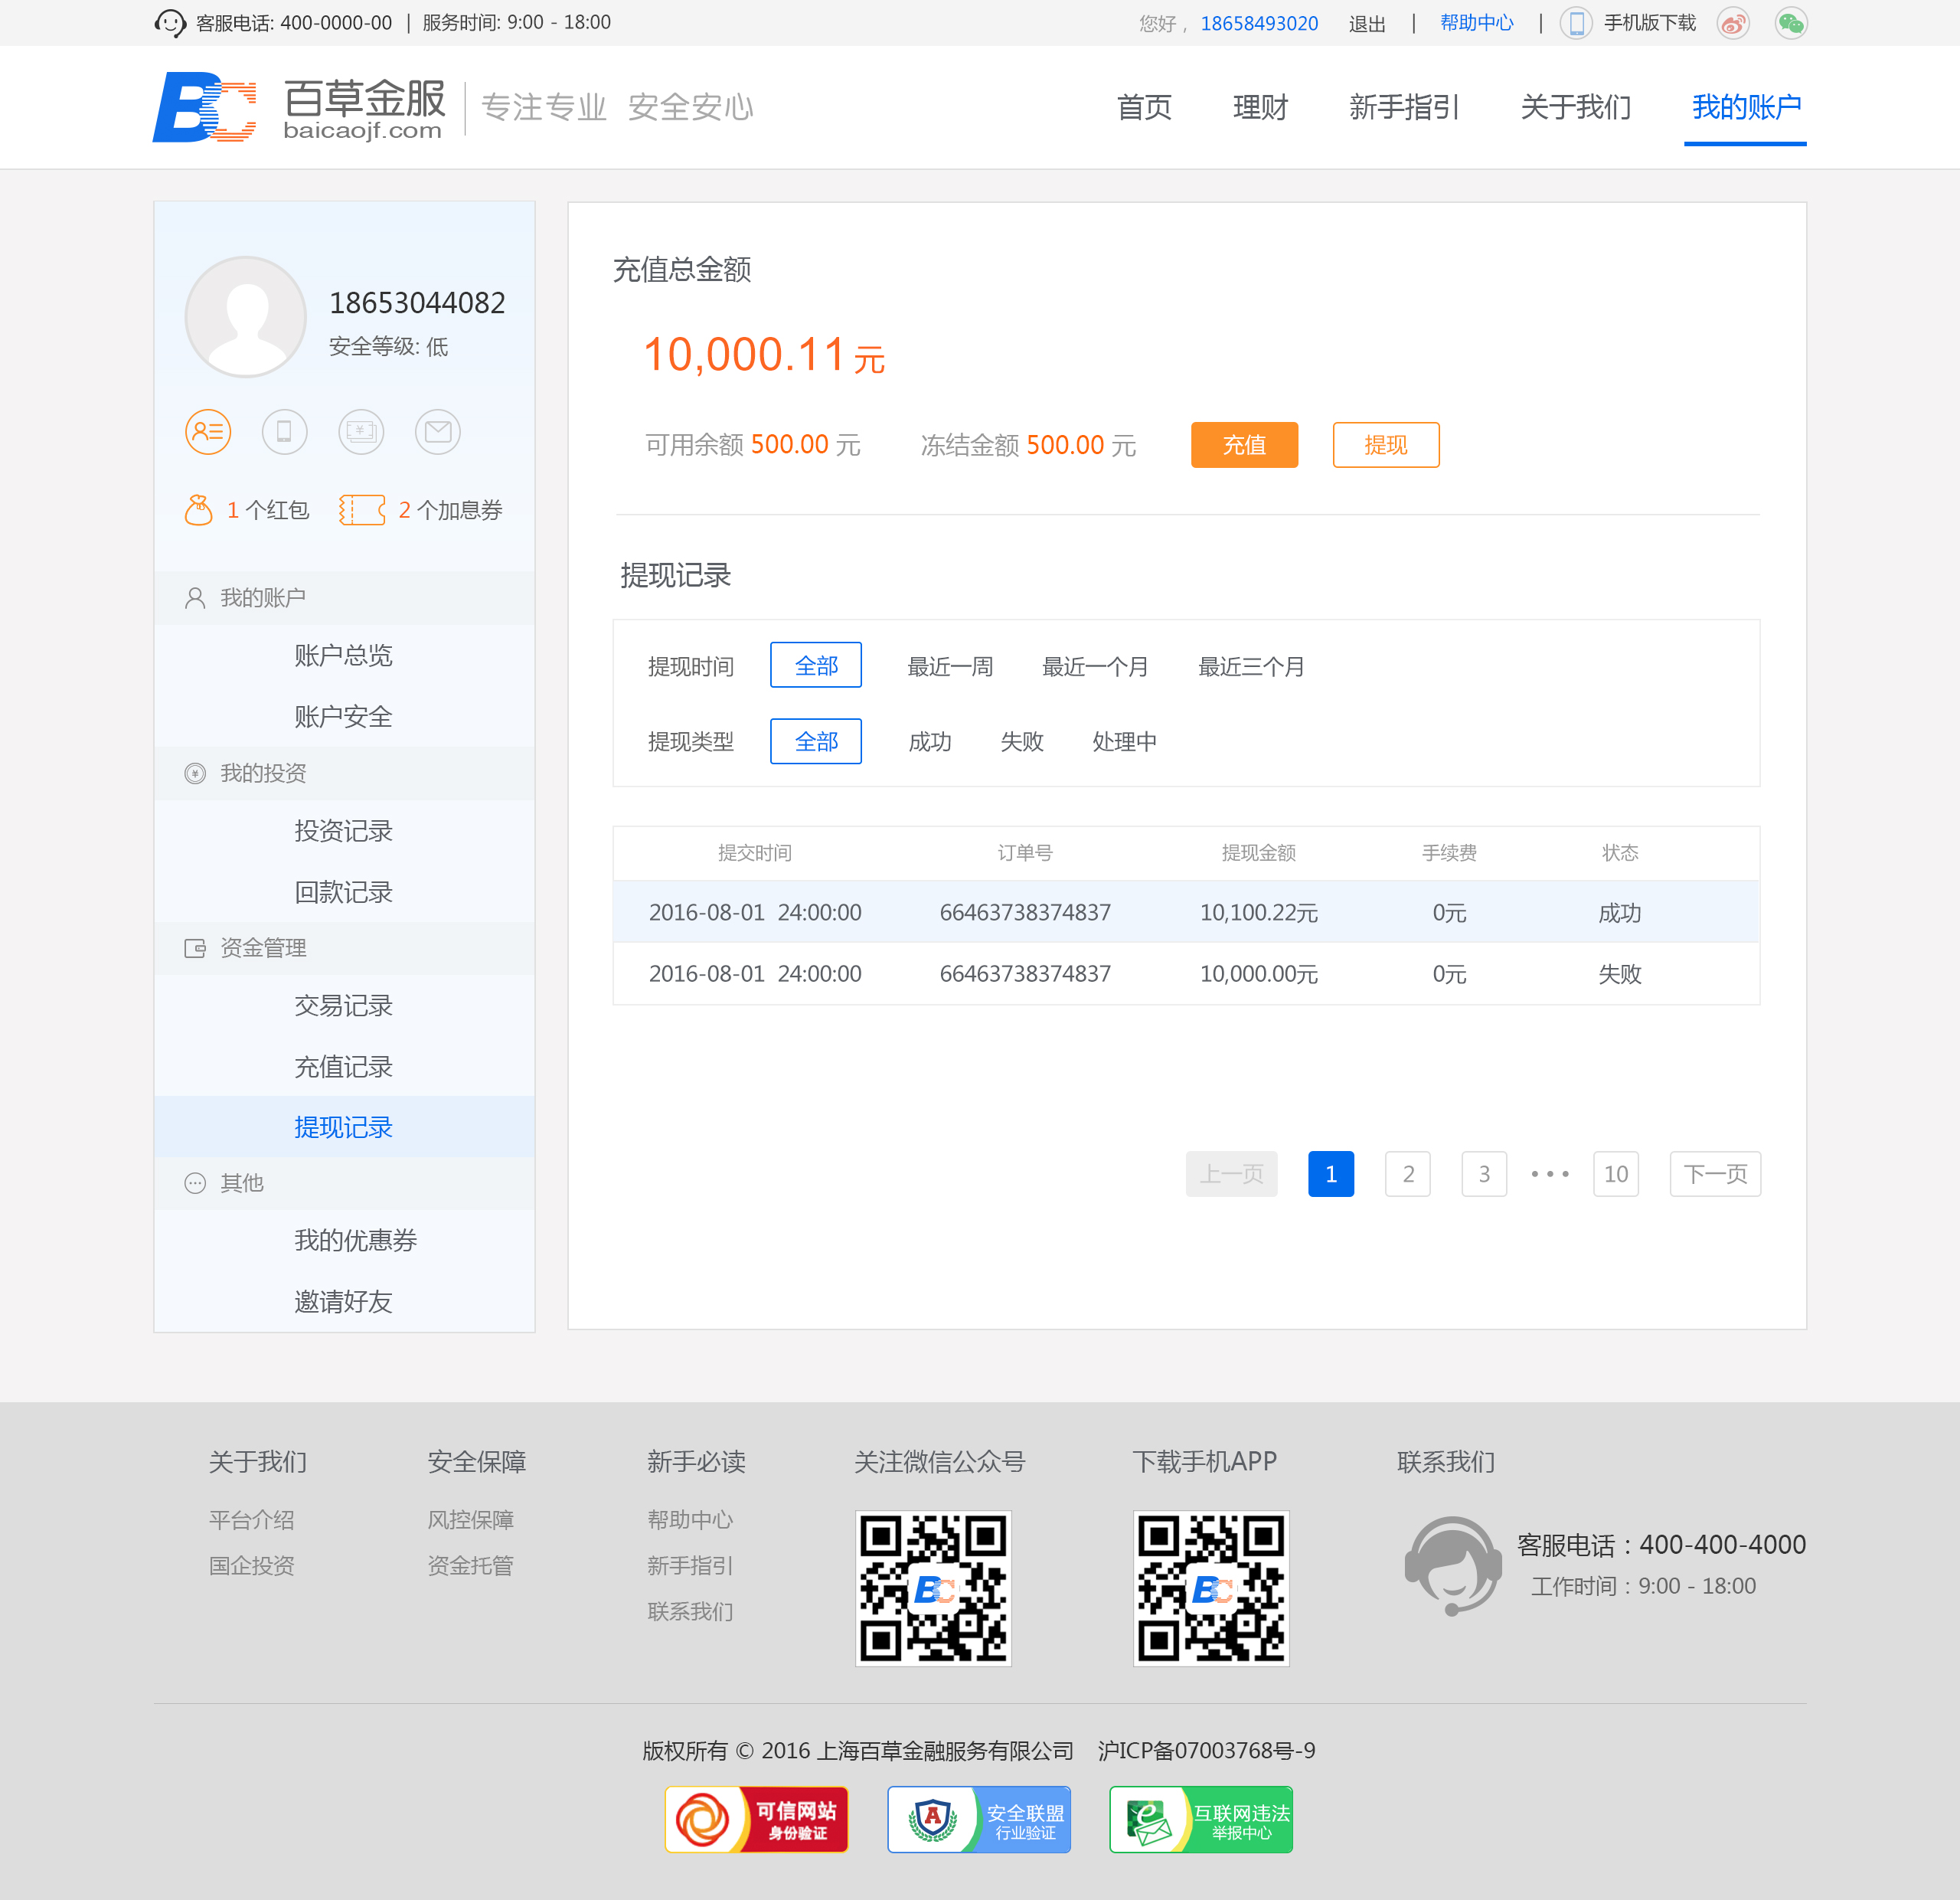 客服电话: 400-0000-00 | 服务时间: 9:00 - 18:00
您好， 18658493020 退出 | 帮助中心 | 手机版下载
BC 百草金服 专注专业 安全安心
baicaojf.com
首页 理财 新手指引 关于我们 我的账户
18653044082
安全等级: 低
1 个红包 2 个加息券
我的账户
账户总览
账户安全
我的投资
投资记录
回款记录
资金管理
交易记录
充值记录
提现记录
其他
我的优惠券
邀请好友
充值总金额
10,000.11 元
可用余额 500.00 元 冻结金额 500.00 元 充值 提现
提现记录
提现时间 全部 最近一周 最近一个月 最近三个月
提现类型 全部 成功 失败 处理中
提交时间 订单号 提现金额 手续费 状态
2016-08-01 24:00:00 66463738374837 10,100.22元 0元 成功
2016-08-01 24:00:00 66463738374837 10,000.00元 0元 失败
上一页 1 2 3 ••• 10 下一页
关于我们
平台介绍
国企投资
安全保障
风控保障
资金托管
新手必读
帮助中心
新手指引
联系我们
关注微信公众号
BC
下载手机APP
BC
联系我们
客服电话：400-400-4000
工作时间：9:00 - 18:00
版权所有 © 2016 上海百草金融服务有限公司 沪ICP备07003768号-9
可信网站
身份验证
A 安全联盟
行业验证
e 互联网违法
举报中心